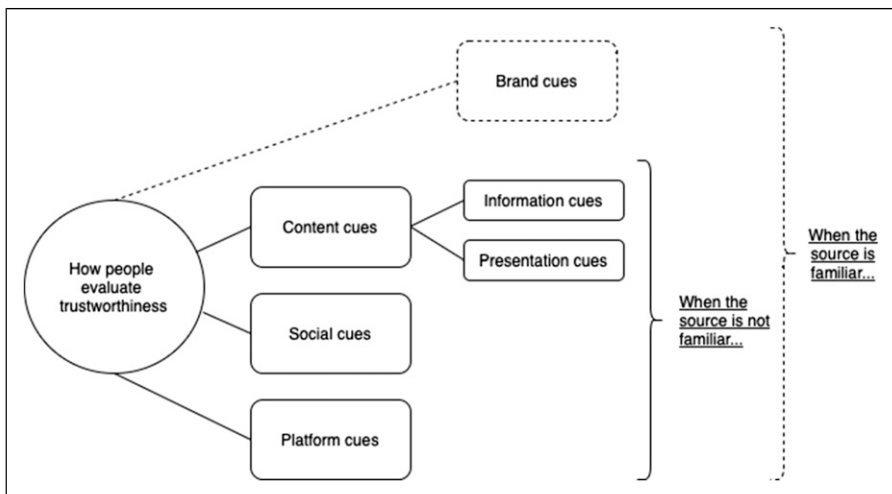 Brand cues
Content cues
Information cues
Presentation cues
How people
evaluate
trustworthiness
Social cues
Platform cues
When the
source is not
familiar...
When the
source is
familiar...